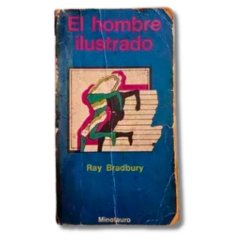 El hombre
ilustrado
Ray Bradbury
Minotauro